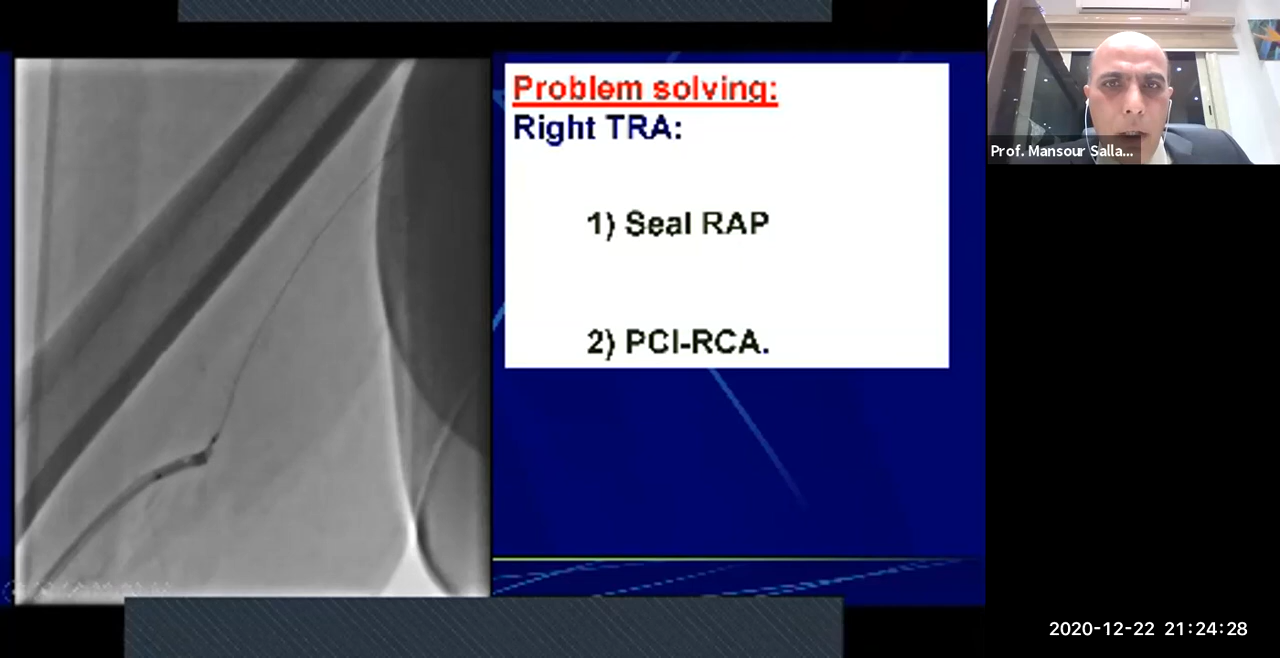 Problem solving:
Right TRA:
1) Seal RAP
2) PCI-RCA.
Prof. Mansour Salla...
2020-12-22 21:24:28